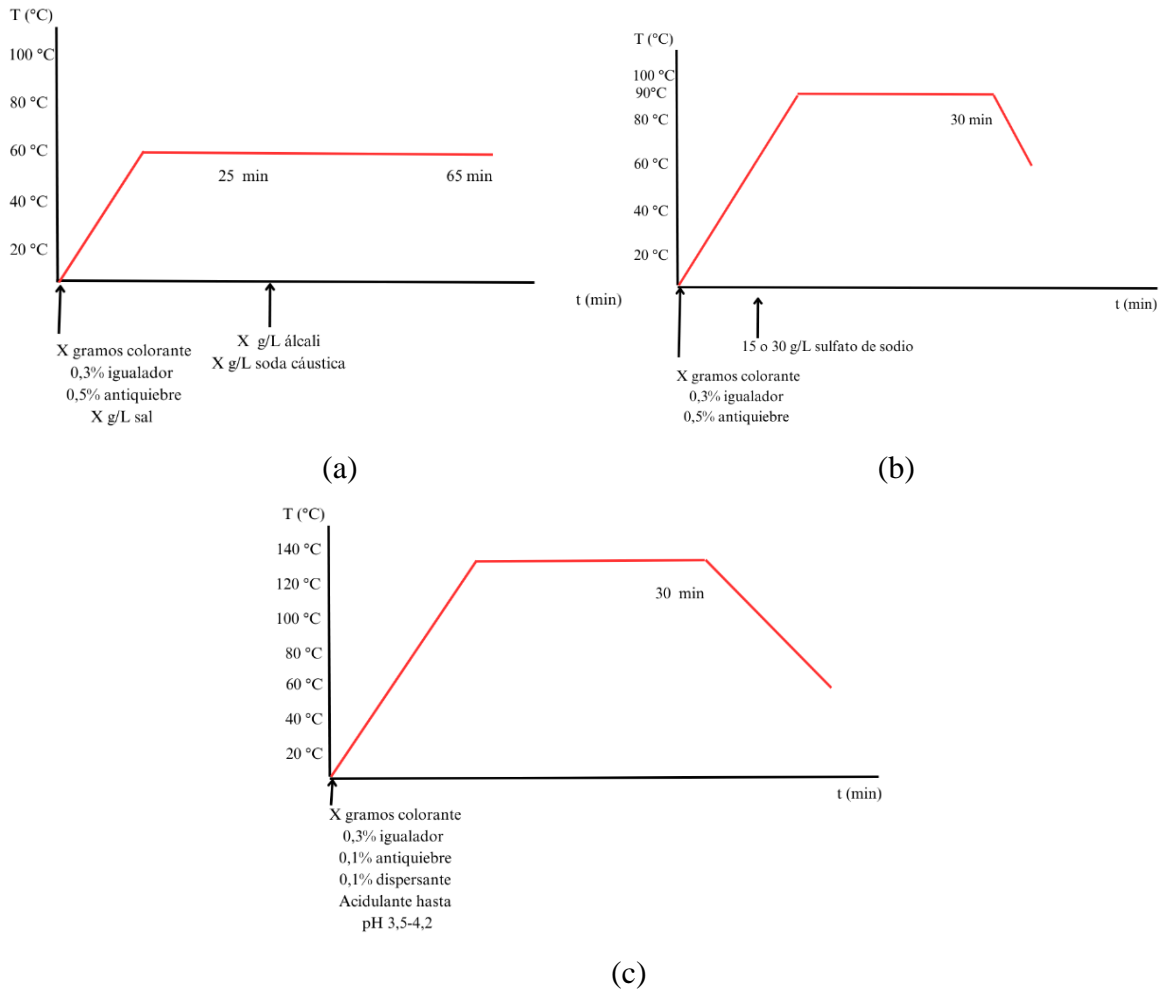 T (°C)
100 °C
80 °C
60 °C
40 °C
20 °C
25 min
65 min
t (min)
X gramos colorante
0,3% igualador
0,5% antiquiebre
X g/L sal
X g/L álcali
X g/L soda cáustica
(a)
T (°C)
100 °C
90°C
80 °C
60 °C
40 °C
20 °C
30 min
t (min)
15 o 30 g/L sulfato de sodio
X gramos colorante
0,3% igualador
0,5% antiquiebre
(b)
T (°C)
140 °C
120 °C
100 °C
80 °C
60 °C
40 °C
20 °C
30 min
t (min)
X gramos colorante
0,3% igualador
0,1% antiquiebre
0,1% dispersante
Acidulante hasta
pH 3,5-4,2
(c)